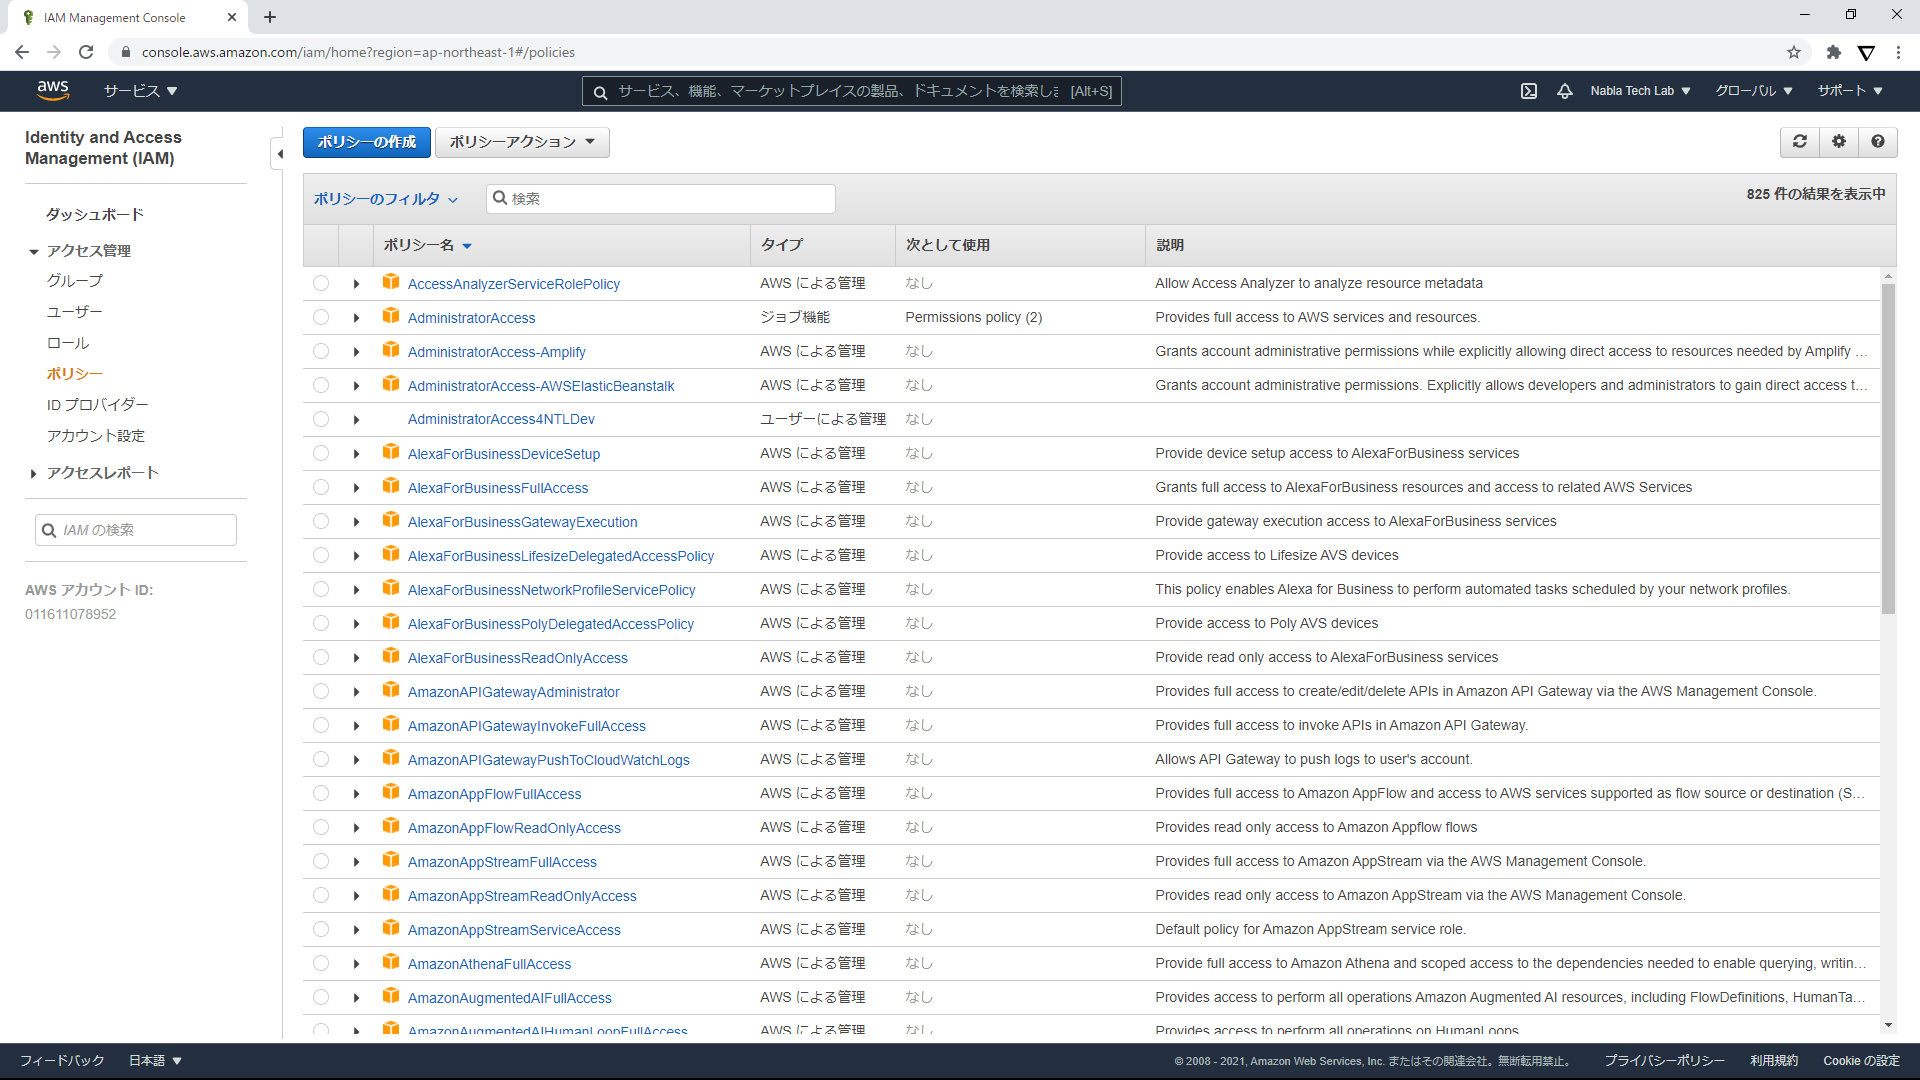 IAM Management Console
console.aws.amazon.com/iam/home?region=ap-northeast-1#/policies
aws サービス サービス、機能、マーケットプレイスの製品、ドキュメントを検索しま [Alt+S] Nabla Tech Lab グローバル サポート
Identity and Access
Management (IAM)
ダッシュボード
アクセス管理
グループ
ユーザー
ロール
ポリシー
ID プロバイダー
アカウント設定
アクセスレポート
IAM の検索
AWS アカウント ID:
011611078952
ポリシーの作成 ポリシーアクション
ポリシーのフィルタ 検索 825 件の結果を表示中
ポリシー名 タイプ 次として使用 説明
AccessAnalyzerServiceRolePolicy AWS による管理 なし Allow Access Analyzer to analyze resource metadata
AdministratorAccess ジョブ機能 Permissions policy (2) Provides full access to AWS services and resources.
AdministratorAccess-Amplify AWS による管理 なし Grants account administrative permissions while explicitly allowing direct access to resources needed by Amplify ...
AdministratorAccess-AWSElasticBeanstalk AWS による管理 なし Grants account administrative permissions. Explicitly allows developers and administrators to gain direct access t...
AdministratorAccess4NTLDev ユーザーによる管理 なし
AlexaForBusinessDeviceSetup AWS による管理 なし Provide device setup access to AlexaForBusiness services
AlexaForBusinessFullAccess AWS による管理 なし Grants full access to AlexaForBusiness resources and access to related AWS Services
AlexaForBusinessGatewayExecution AWS による管理 なし Provide gateway execution access to AlexaForBusiness services
AlexaForBusinessLifesizeDelegatedAccessPolicy AWS による管理 なし Provide access to Lifesize AVS devices
AlexaForBusinessNetworkProfileServicePolicy AWS による管理 なし This policy enables Alexa for Business to perform automated tasks scheduled by your network profiles.
AlexaForBusinessPolyDelegatedAccessPolicy AWS による管理 なし Provide access to Poly AVS devices
AlexaForBusinessReadOnlyAccess AWS による管理 なし Provide read only access to AlexaForBusiness services
AmazonAPIGatewayAdministrator AWS による管理 なし Provides full access to create/edit/delete APIs in Amazon API Gateway via the AWS Management Console.
AmazonAPIGatewayInvokeFullAccess AWS による管理 なし Provides full access to invoke APIs in Amazon API Gateway.
AmazonAPIGatewayPushToCloudWatchLogs AWS による管理 なし Allows API Gateway to push logs to user's account.
AmazonAppFlowFullAccess AWS による管理 なし Provides full access to Amazon AppFlow and access to AWS services supported as flow source or destination (S...
AmazonAppFlowReadOnlyAccess AWS による管理 なし Provides read only access to Amazon Appflow flows
AmazonAppStreamFullAccess AWS による管理 なし Provides full access to Amazon AppStream via the AWS Management Console.
AmazonAppStreamReadOnlyAccess AWS による管理 なし Provides read only access to Amazon AppStream via the AWS Management Console.
AmazonAppStreamServiceAccess AWS による管理 なし Default policy for Amazon AppStream service role.
AmazonAthenaFullAccess AWS による管理 なし Provide full access to Amazon Athena and scoped access to the dependencies needed to enable querying, writin...
AmazonAugmentedAIFullAccess AWS による管理 なし Provides access to perform all operations Amazon Augmented AI resources, including FlowDefinitions, HumanTa...
AmazonAugmentedAIHumanLoopFullAccess AWS による管理 なし Provides access to perform all operations on HumanLoops.
フィードバック 日本語 © 2008 - 2021, Amazon Web Services, Inc. またはその関連会社。無断転用禁止。 プライバシーポリシー 利用規約 Cookie の設定